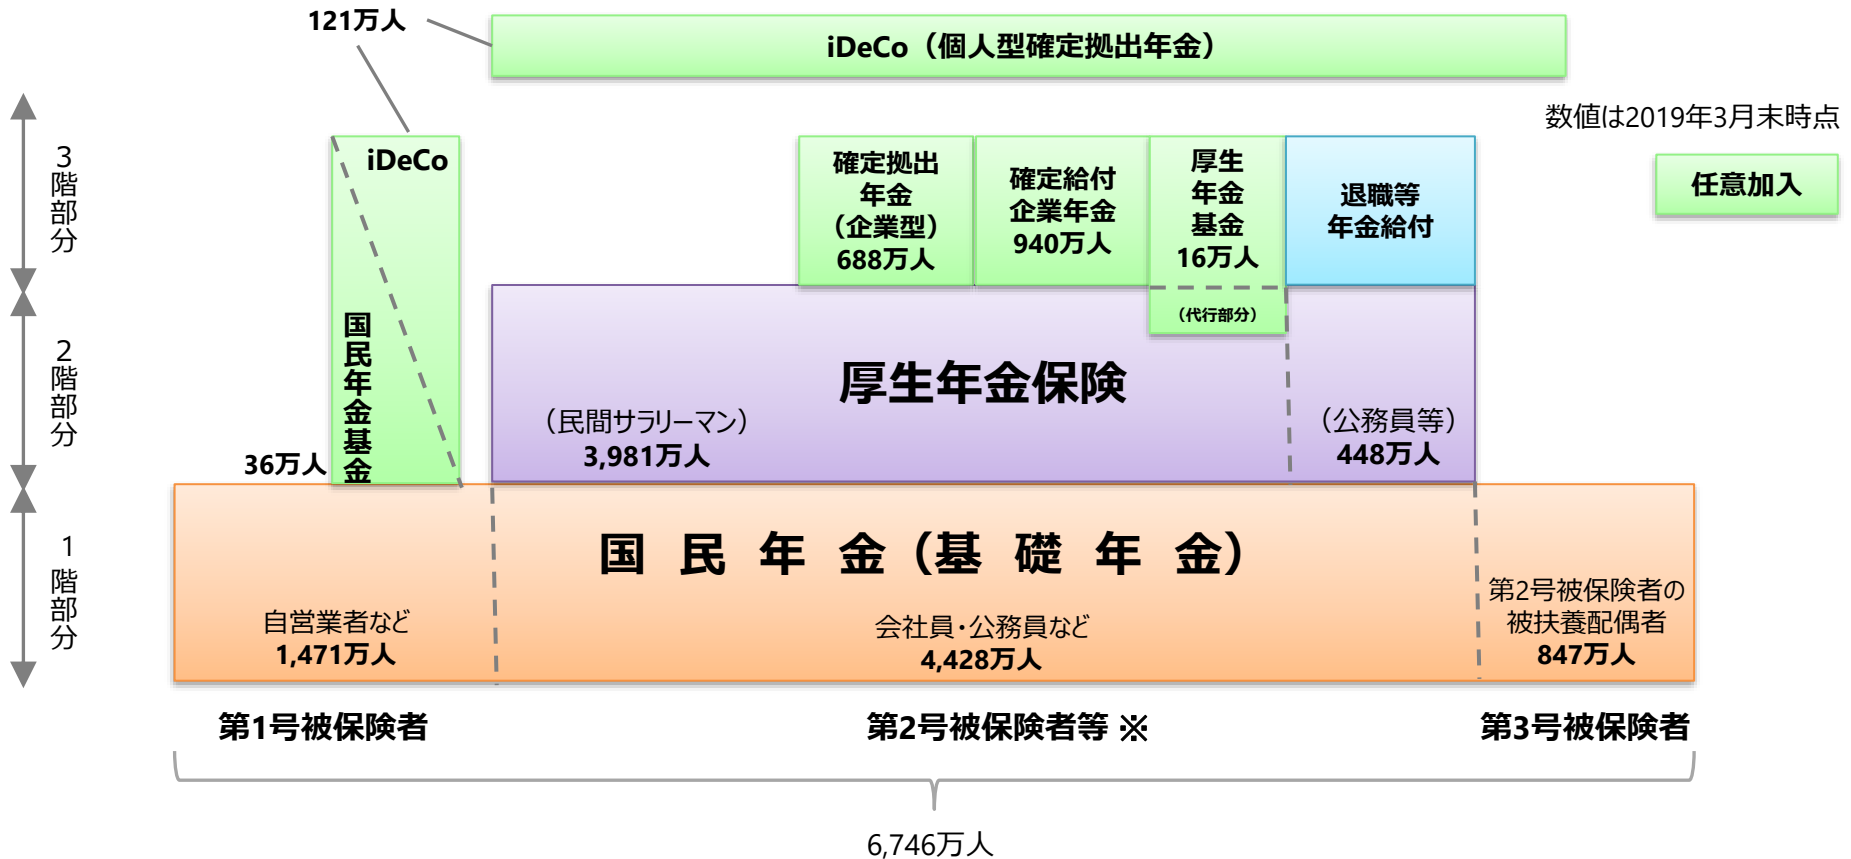 121万人
iDeCo（個人型確定拠出年金）
数値は2019年3月末時点
任意加入
3階部分
2階部分
1階部分
iDeCo
国民年金基金
36万人
確定拠出
年金
（企業型）
688万人
確定給付
企業年金
940万人
厚生
年金
基金
16万人
（代行部分）
退職等
年金給付
厚生年金保険
（民間サラリーマン）
3,981万人
（公務員等）
448万人
国民年金（基礎年金）
自営業者など
1,471万人
会社員・公務員など
4,428万人
第2号被保険者の
被扶養配偶者
847万人
第1号被保険者
第2号被保険者等 ※
第3号被保険者
6,746万人